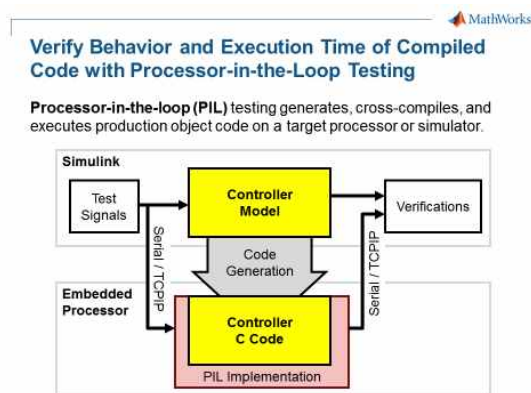 MathWorks
Verify Behavior and Execution Time of Compiled
Code with Processor-in-the-Loop Testing
Processor-in-the-loop (PIL) testing generates, cross-compiles, and
executes production object code on a target processor or simulator.
Simulink
Test
Signals
Controller
Model
Verifications
Serial / TCPIP
Code
Generation
Serial / TCPIP
Embedded
Processor
Controller
C Code
PIL Implementation